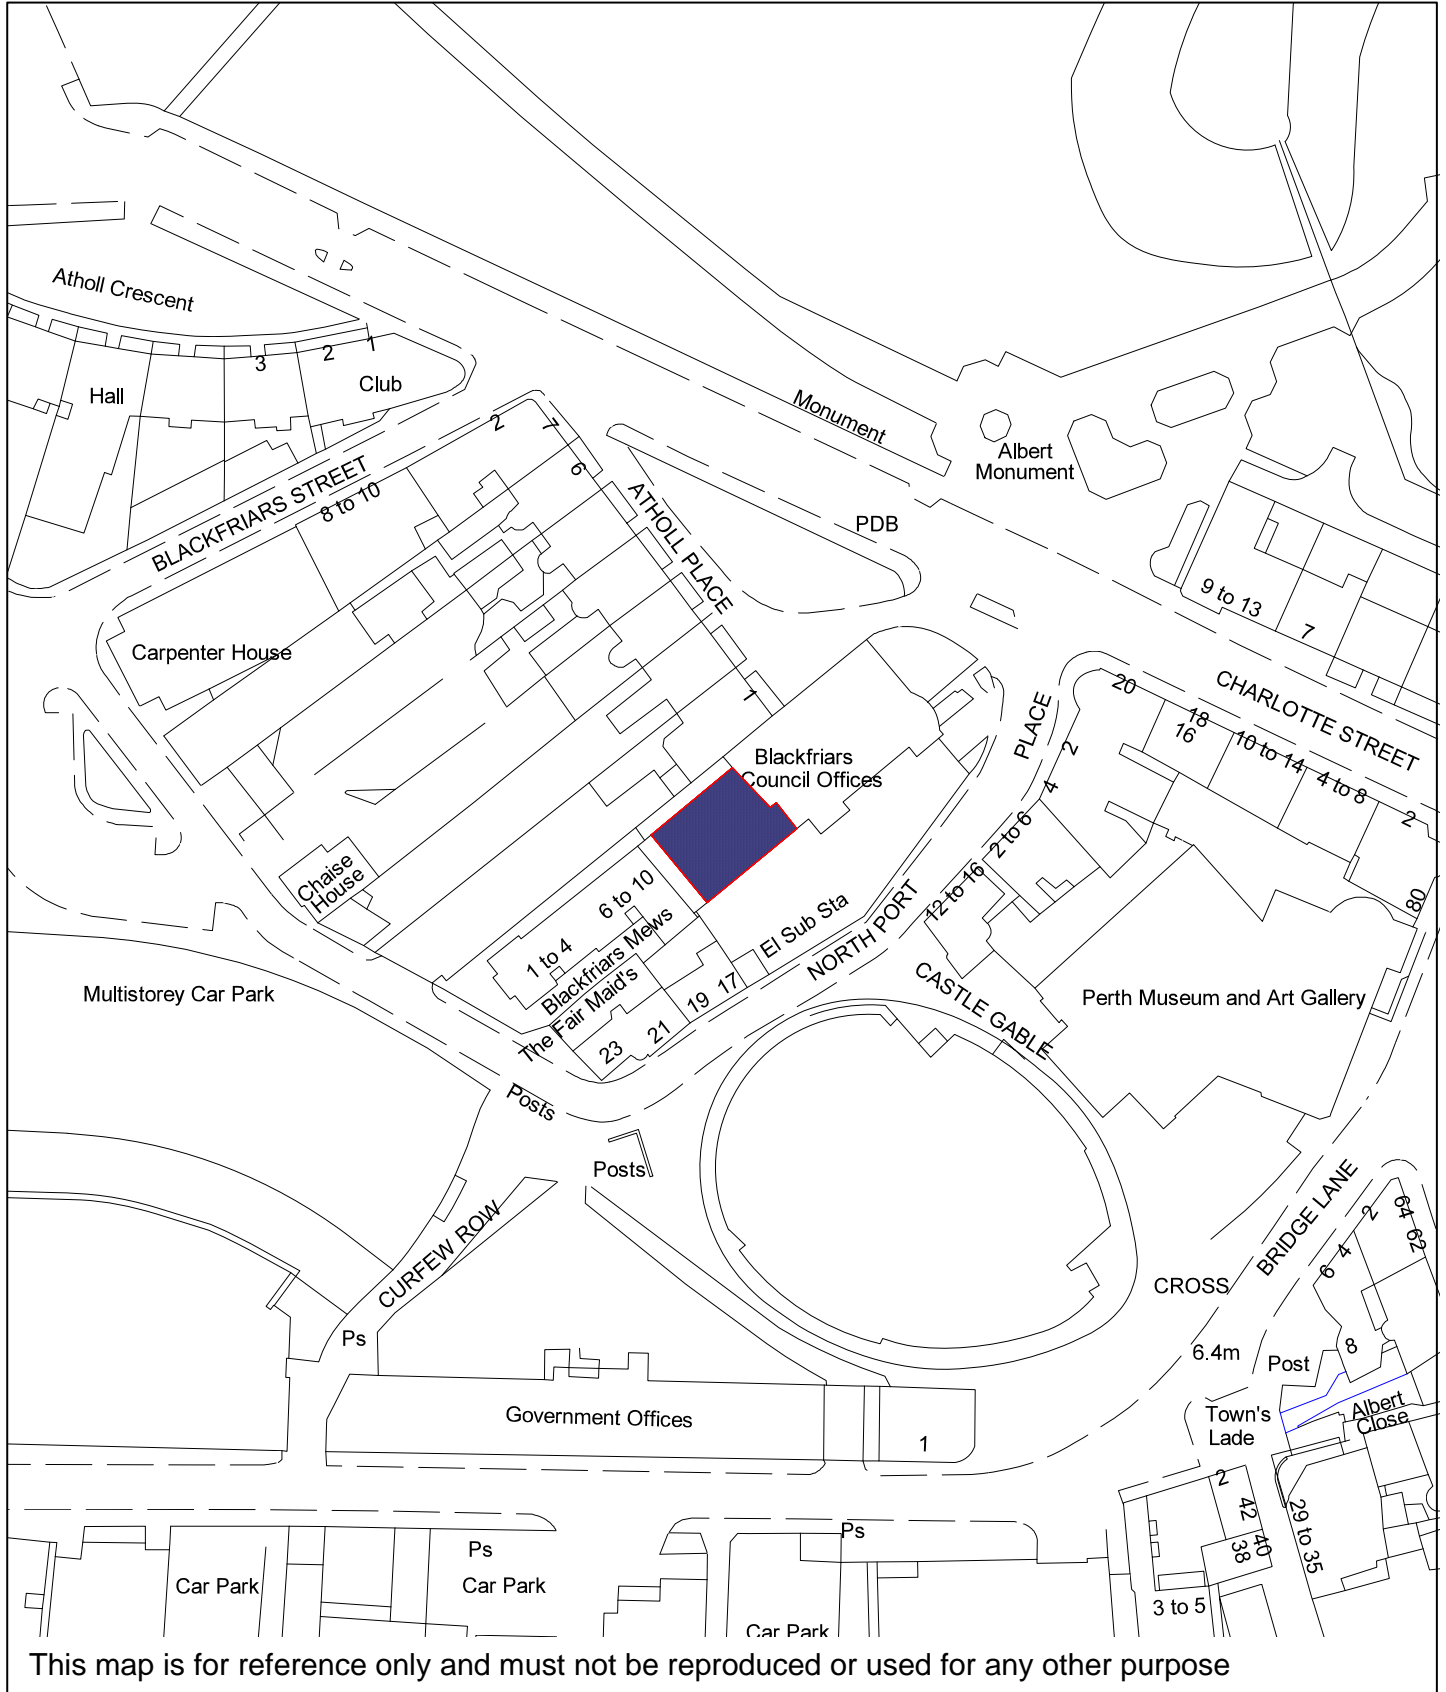 Atholl Crescent
3
2
1
Hall
Club
Monument
Albert
Monument
2
7
6
BLACKFRIARS STREET
8 to 10
ATHOLL PLACE
PDB
9 to 13
7
Carpenter House
1
PLACE
20
18
16
10 to 14
4 to 8
2
CHARLOTTE STREET
2
4
2 to 6
12 to 16
Blackfriars
Council Offices
80
Chaise
House
6 to 10
1 to 4
Blackfriars Mews
The Fair Maid's
El Sub Sta
NORTH PORT
17
19
21
23
CASTLE GABLE
Multistorey Car Park
Perth Museum and Art Gallery
Posts
Posts
CURFEW ROW
Ps
BRIDGE LANE
2
4
6
64
62
CROSS
6.4m
Post
8
Albert
Close
Town's
Lade
Government Offices
1
2
42
40
38
29 to 35
3 to 5
Ps
Ps
Car Park
Car Park
Car Park
This map is for reference only and must not be reproduced or used for any other purpose